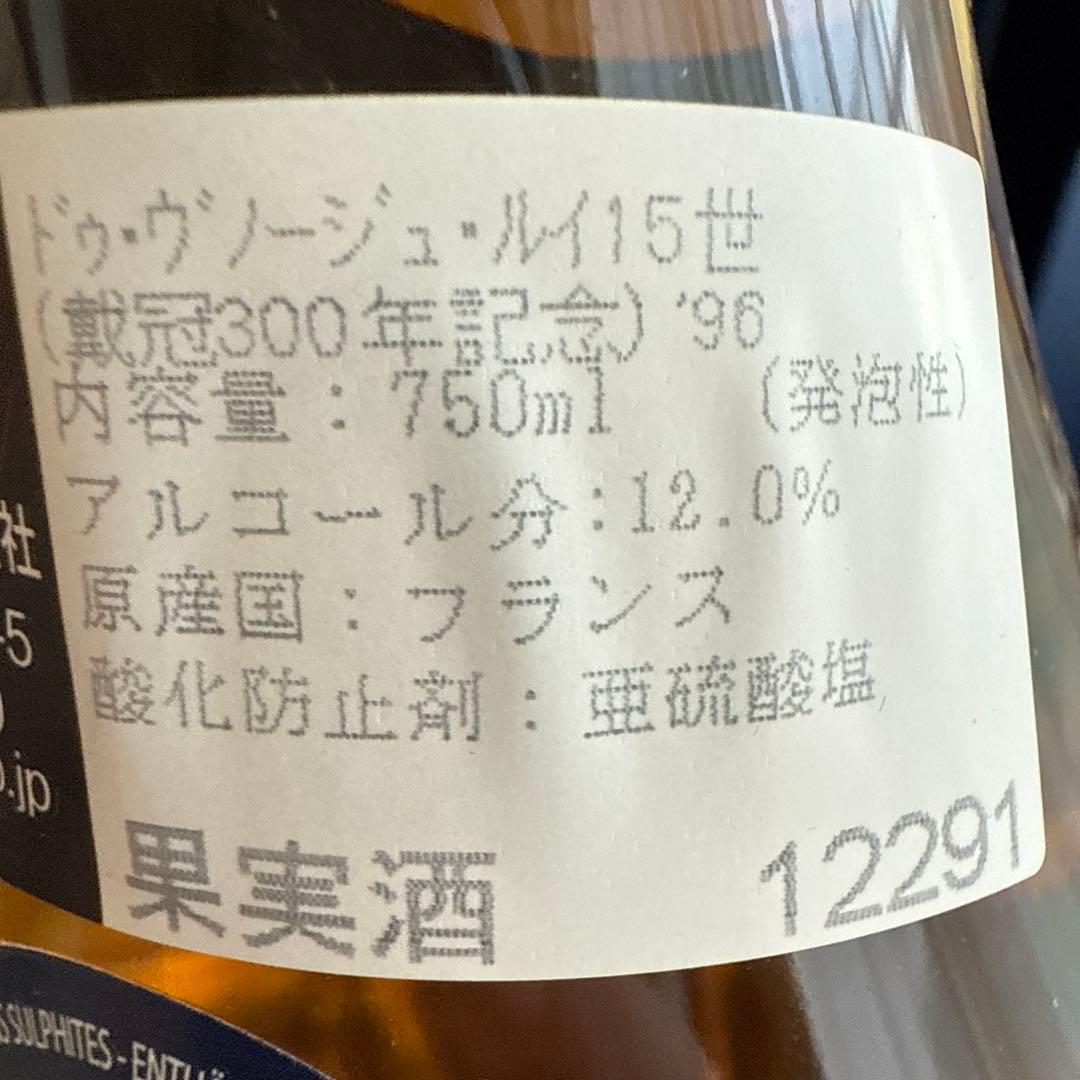 ドゥ・ヴノージュ・ルイ15世
(戴冠300年記念) '96
内容量：750ml (発泡性)
アルコール分：12.0%
原産国：フランス
酸化防止剤：亜硫酸塩
果実酒 12291
社
-5
.jp
SULPHITES - ENTH